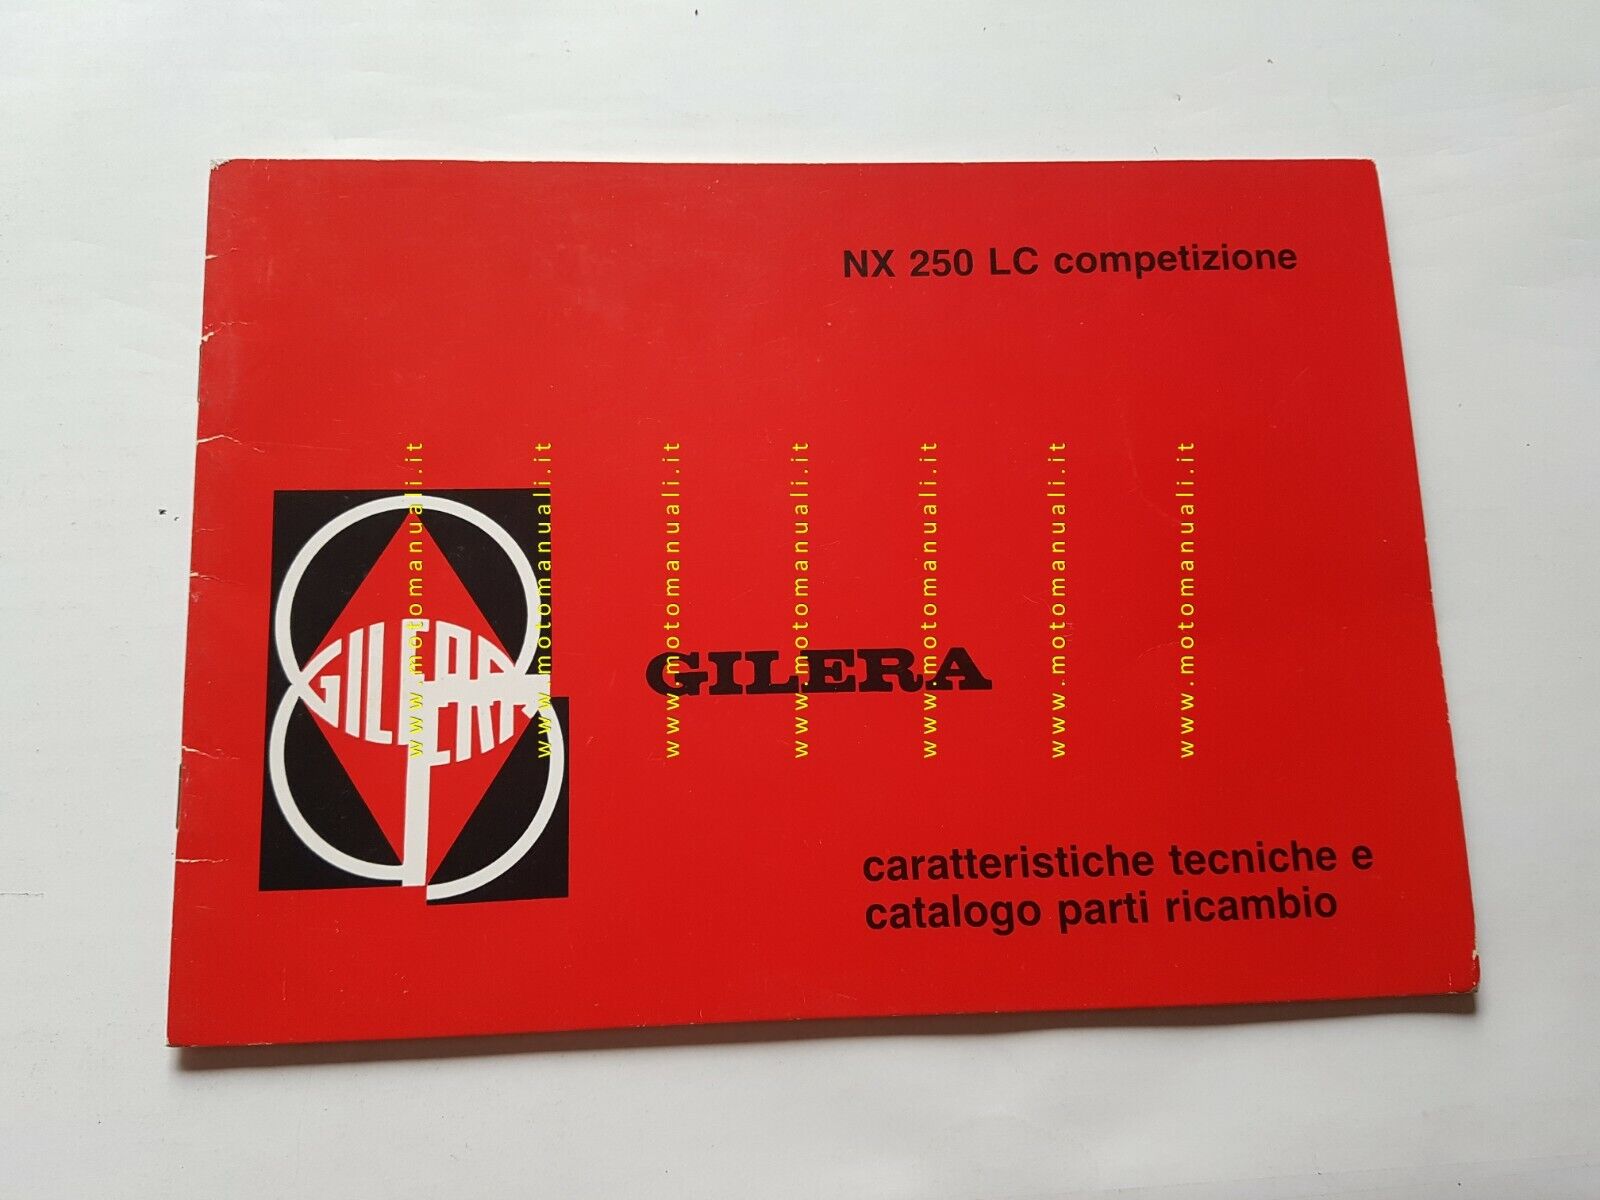 NX 250 LC competizione
www.motomanuali.it
www.motomanuali.it
www.motomanuali.it
www.motomanuali.it
www.motomanuali.it
www.motomanuali.it
www.motomanuali.it
GILERA
GILERA
caratteristiche tecniche e
catalogo parti ricambio